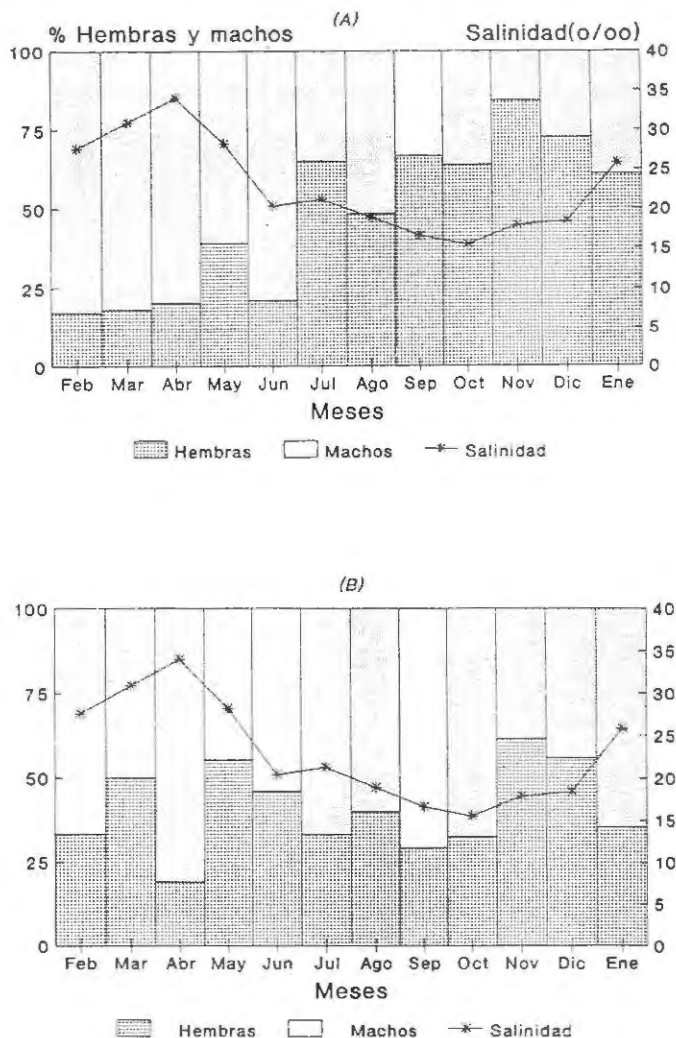 (A)
% Hembras y machos Salinidad(o/oo)
100 40
35
75 30
25
50 20
15
25 10
5
0 0
Feb Mar Abr May Jun Jul Ago Sep Oct Nov Dic Ene
Meses
Hembras Machos Salinidad
(B)
100 40
35
75 30
25
50 20
15
25 10
5
0 0
Feb Mar Abr May Jun Jul Ago Sep Oct Nov Dic Ene
Meses
Hembras Machos Salinidad